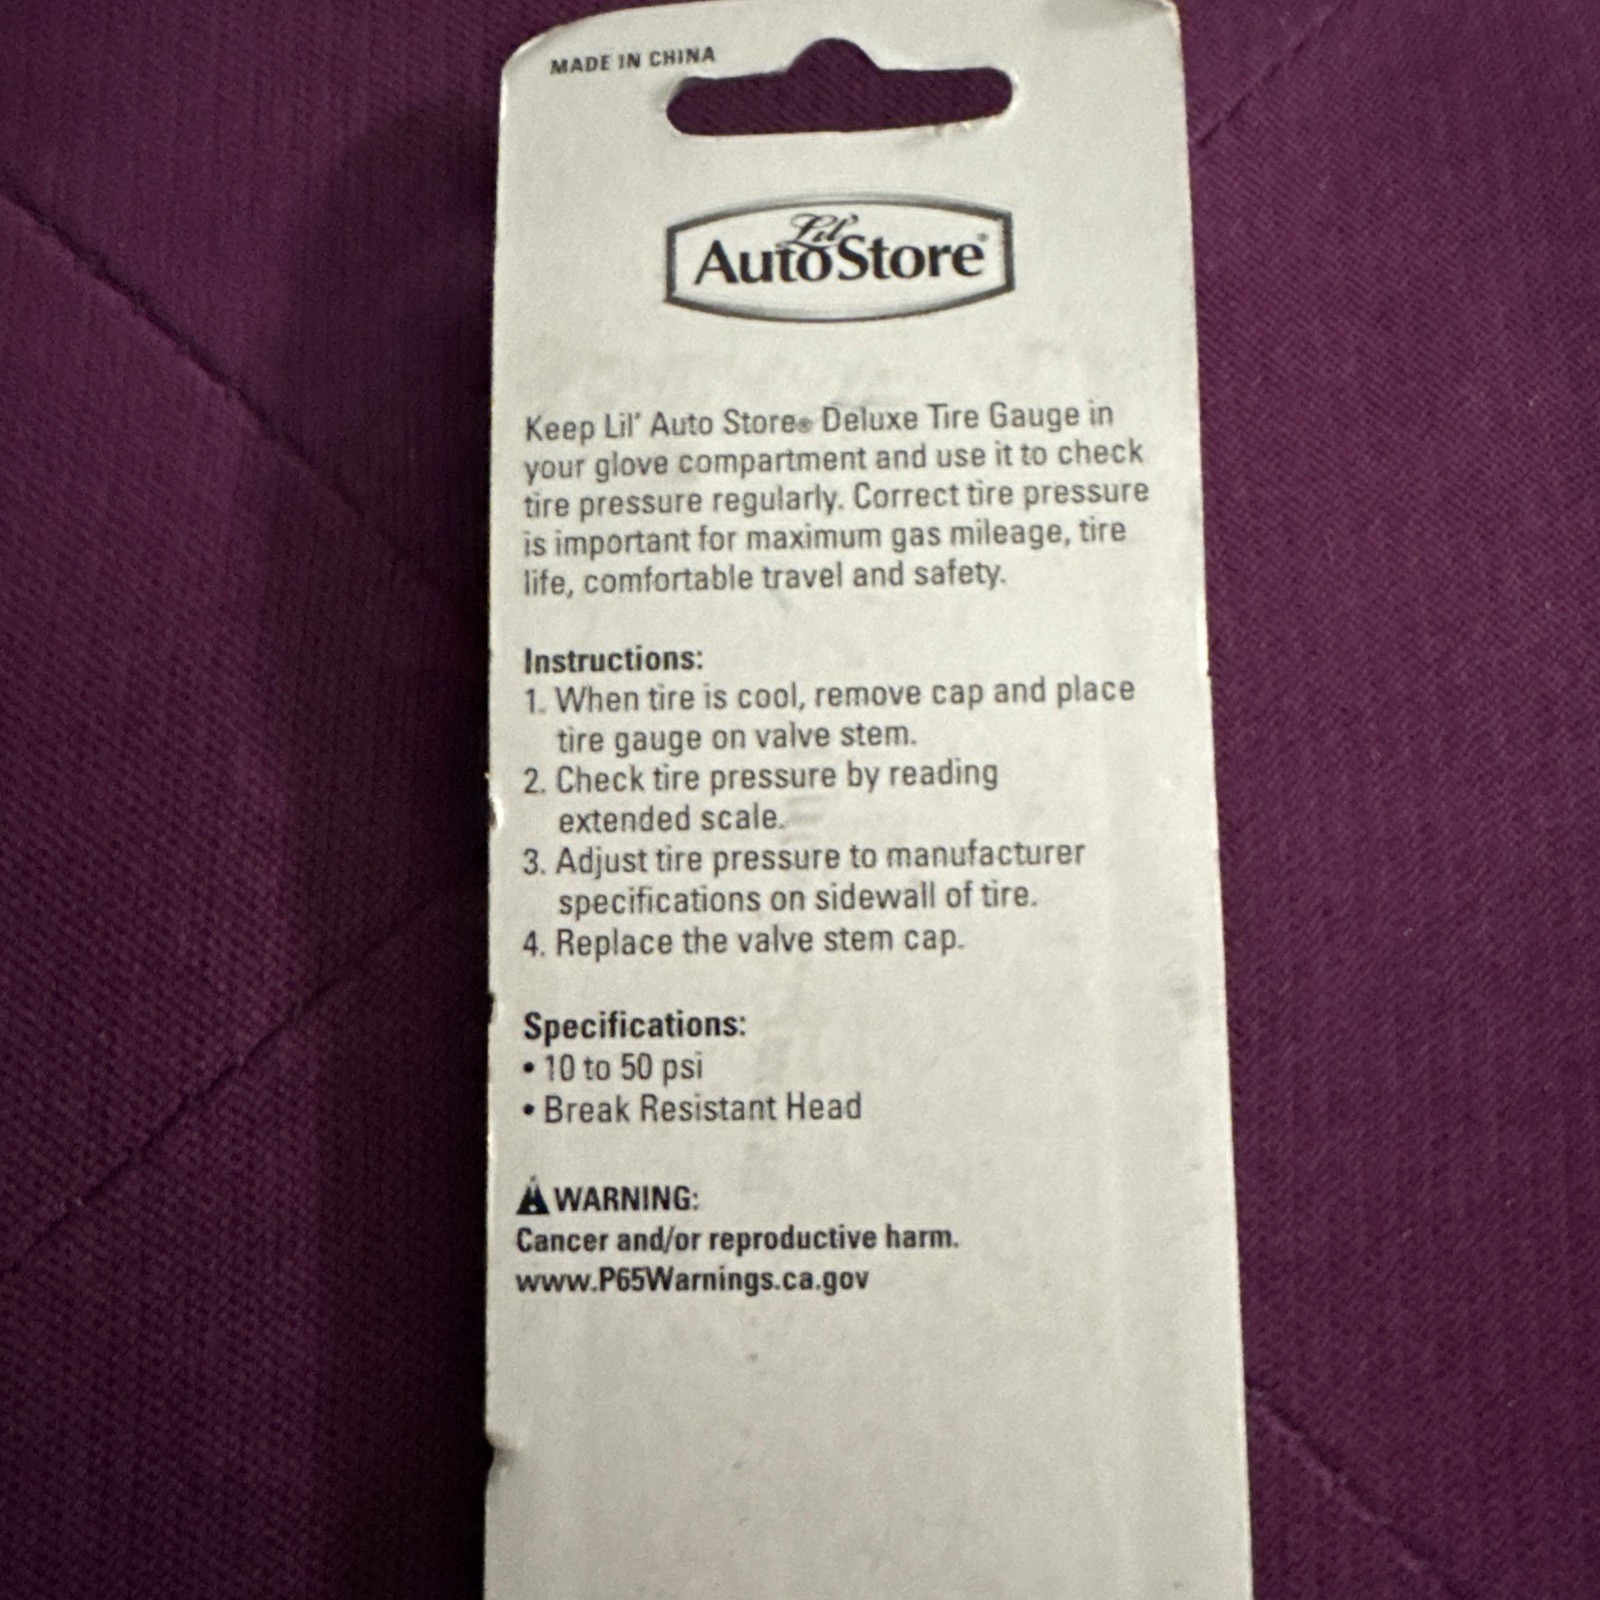 MADE IN CHINA
Lil'
AutoStore®
Keep Lil' Auto Store® Deluxe Tire Gauge in
your glove compartment and use it to check
tire pressure regularly. Correct tire pressure
is important for maximum gas mileage, tire
life, comfortable travel and safety.
Instructions:
1. When tire is cool, remove cap and place
tire gauge on valve stem.
2. Check tire pressure by reading
extended scale.
3. Adjust tire pressure to manufacturer
specifications on sidewall of tire.
4. Replace the valve stem cap.
Specifications:
• 10 to 50 psi
• Break Resistant Head
⚠ WARNING:
Cancer and/or reproductive harm.
www.P65Warnings.ca.gov